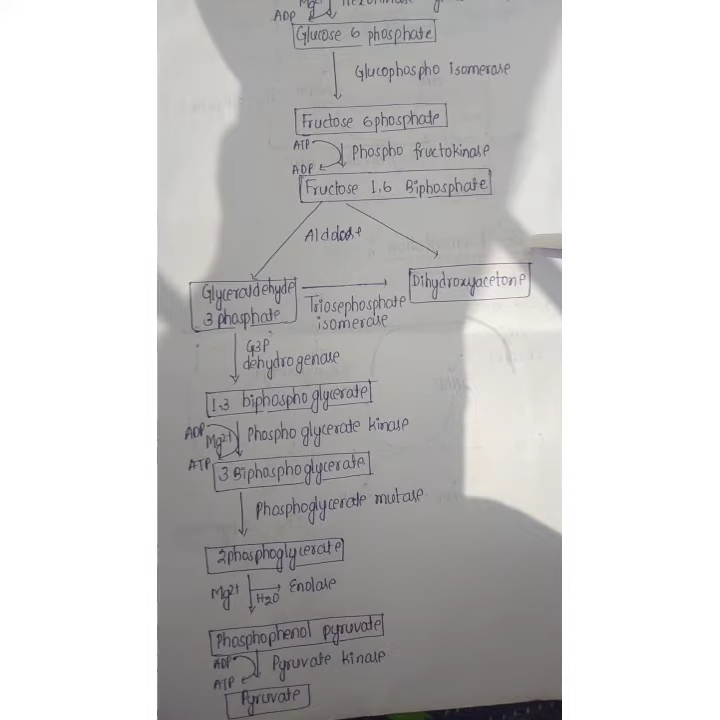 Mg2+
ADP
Glucose 6 phosphate
Glucophospho isomerase
Fructose 6phosphate
ATP
Phospho fructokinase
ADP
Fructose 1,6 Biphosphate
Aldolase
Glyceraldehyde
3 phosphate
Dihydroxyacetone
Triosephosphate
isomerase
G3P
dehydrogenase
1,3 biphospho glycerate
ADP
Mg2+
Phospho glycerate kinase
ATP
3 Biphosphoglycerate
Phosphoglycerate mutase
2phosphoglycerate
Mg2+
H2O
Enolase
Phosphophenol pyruvate
ADP
Pyruvate kinase
ATP
Pyruvate